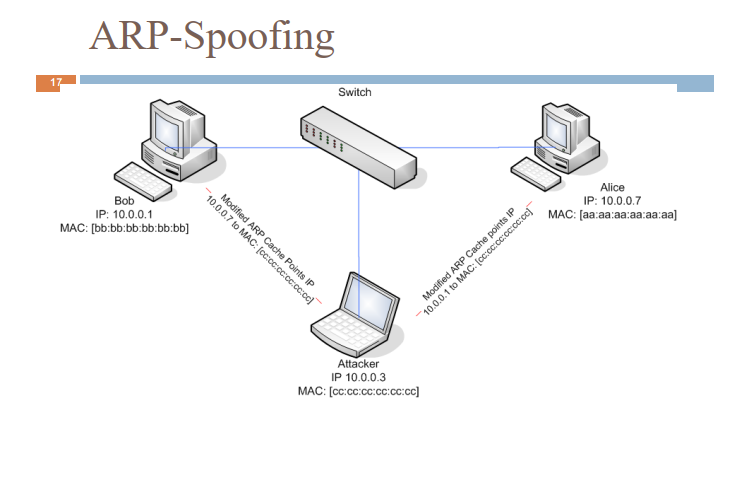 ARP-Spoofing
17
Switch
Bob
IP: 10.0.0.1
MAC: [bb:bb:bb:bb:bb:bb]
Alice
IP: 10.0.0.7
MAC: [aa:aa:aa:aa:aa:aa]
Modified ARP Cache Points IP
10.0.0.7 to MAC: [cc:cc:cc:cc:cc:cc]
Modified ARP Cache points IP
10.0.0.1 to MAC: [cc:cc:cc:cc:cc:cc]
Attacker
IP 10.0.0.3
MAC: [cc:cc:cc:cc:cc:cc]